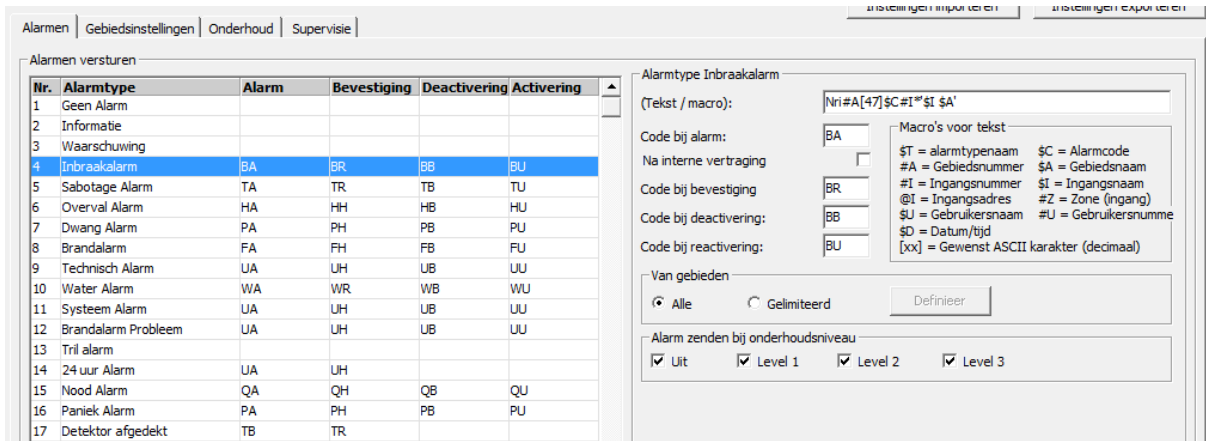 Instellingen importeren Instellingen exporteren
Alarmen Gebiedsinstellingen Onderhoud Supervisie
Alarmen versturen
Nr. Alarmtype Alarm Bevestiging Deactivering Activering
1 Geen Alarm
2 Informatie
3 Waarschuwing
4 Inbraakalarm BA BR BB BU
5 Sabotage Alarm TA TR TB TU
6 Overval Alarm HA HH HB HU
7 Dwang Alarm PA PH PB PU
8 Brandalarm FA FH FB FU
9 Technisch Alarm UA UH UB UU
10 Water Alarm WA WR WB WU
11 Systeem Alarm UA UH UB UU
12 Brandalarm Probleem UA UH UB UU
13 Tril alarm
14 24 uur Alarm UA UH
15 Nood Alarm QA QH QB QU
16 Paniek Alarm PA PH PB PU
17 Detektor afgedekt TB TR
Alarmtype Inbraakalarm
(Tekst / macro): Nri#A[47]$C#I*'$I $A'
Code bij alarm: BA
Na interne vertraging
Code bij bevestiging BR
Code bij deactivering: BB
Code bij reactivering: BU
Macro's voor tekst
$T = alarmtypenaam $C = Alarmcode
#A = Gebiedsnummer $A = Gebiedsnaam
#I = Ingangsnummer $I = Ingangsnaam
@I = Ingangsadres #Z = Zone (ingang)
$U = Gebruikersnaam #U = Gebruikersnumme
$D = Datum/tijd
[xx] = Gewenst ASCII karakter (decimaal)
Van gebieden
Alle Gelimiteerd Definieer
Alarm zenden bij onderhoudsniveau
Uit Level 1 Level 2 Level 3